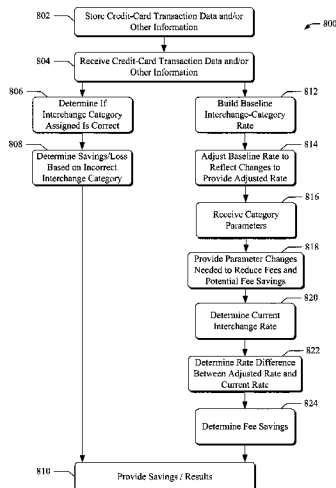 800
802
Store Credit-Card Transaction Data and/or
Other Information
804
Receive Credit-Card Transaction Data and/or
Other Information
806
Determine If
Interchange Category
Assigned Is Correct
808
Determine Savings/Loss
Based on Incorrect
Interchange Category
812
Build Baseline
Interchange-Category
Rate
814
Adjust Baseline Rate to
Reflect Changes to
Provide Adjusted Rate
816
Receive Category
Parameters
818
Provide Parameter Changes
Needed to Reduce Fees and
Potential Fee Savings
820
Determine Current
Interchange Rate
822
Determine Rate Difference
Between Adjusted Rate and
Current Rate
824
Determine Fee Savings
810
Provide Savings / Results